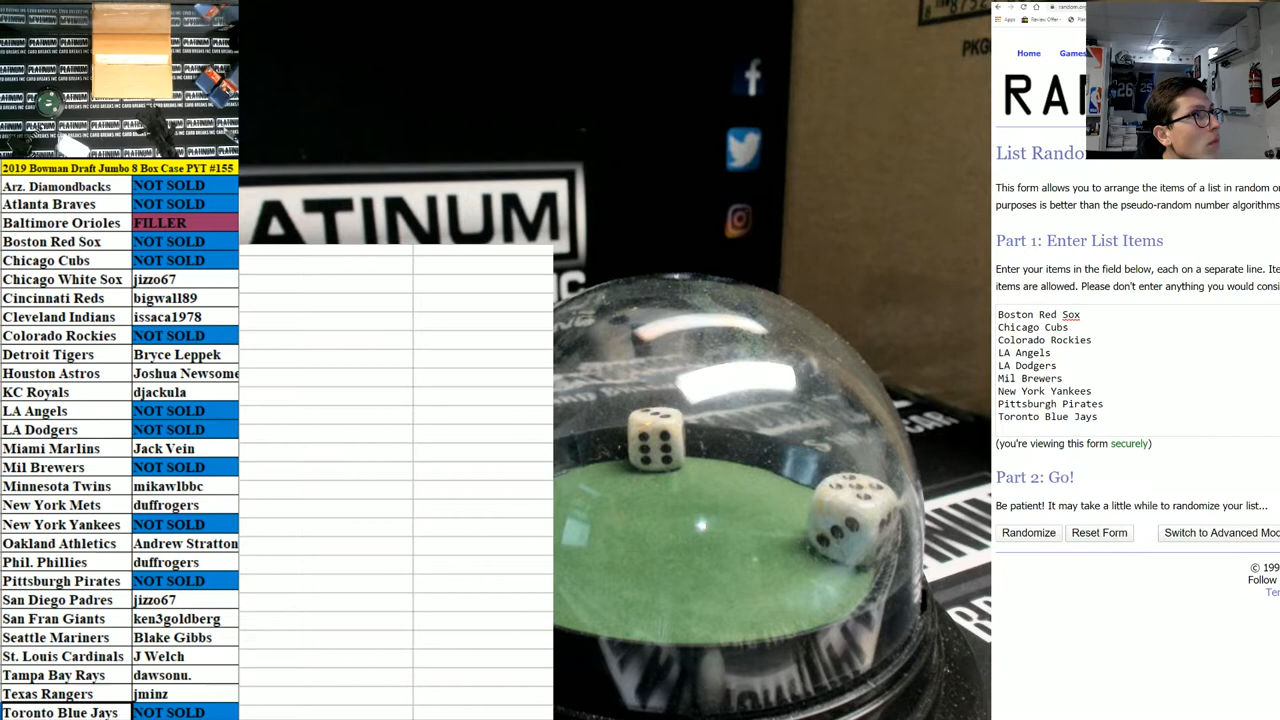 2019 Bowman Draft Jumbo 8 Box Case PYT #155
Arz. Diamondbacks NOT SOLD
Atlanta Braves NOT SOLD
Baltimore Orioles FILLER
Boston Red Sox NOT SOLD
Chicago Cubs NOT SOLD
Chicago White Sox jizzo67
Cincinnati Reds bigwall89
Cleveland Indians issaca1978
Colorado Rockies NOT SOLD
Detroit Tigers Bryce Leppek
Houston Astros Joshua Newsome
KC Royals djackula
LA Angels NOT SOLD
LA Dodgers NOT SOLD
Miami Marlins Jack Vein
Mil Brewers NOT SOLD
Minnesota Twins mikawlbbc
New York Mets duffrogers
New York Yankees NOT SOLD
Oakland Athletics Andrew Stratton
Phil. Phillies duffrogers
Pittsburgh Pirates NOT SOLD
San Diego Padres jizzo67
San Fran Giants ken3goldberg
Seattle Mariners Blake Gibbs
St. Louis Cardinals J Welch
Tampa Bay Rays dawsonu.
Texas Rangers jminz
Toronto Blue Jays NOT SOLD
ATINUM
PKG
Apps Review Offer
Home Games
RA
List Rando
This form allows you to arrange the items of a list in random or
purposes is better than the pseudo-random number algorithms
Part 1: Enter List Items
Enter your items in the field below, each on a separate line. Ite
items are allowed. Please don't enter anything you would consi
Boston Red Sox
Chicago Cubs
Colorado Rockies
LA Angels
LA Dodgers
Mil Brewers
New York Yankees
Pittsburgh Pirates
Toronto Blue Jays
(you're viewing this form securely)
Part 2: Go!
Be patient! It may take a little while to randomize your list...
Randomize Reset Form Switch to Advanced Mod
© 199
Follow
Te